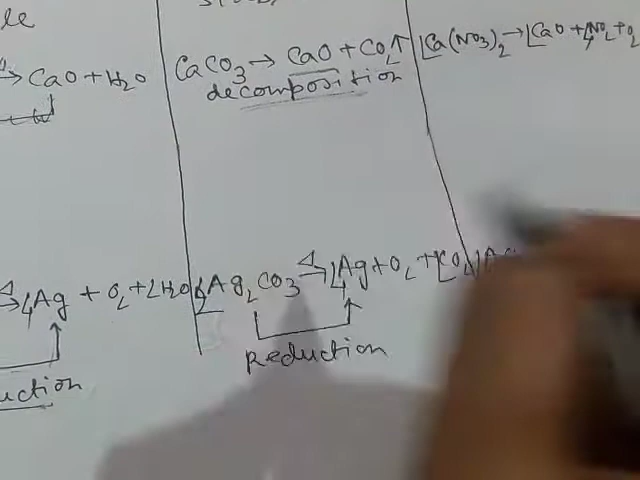 le
→ CaO + H₂O
CaCO₃ → CaO + CO₂↑
decomposition
2Ca(NO₃)₂ → 2CaO + 4NO₂ + O₂
Δ→ 4Ag + O₂ + 2H₂O
uction
2Ag₂CO₃ Δ→ 4Ag + O₂ + 2CO₂
Reduction